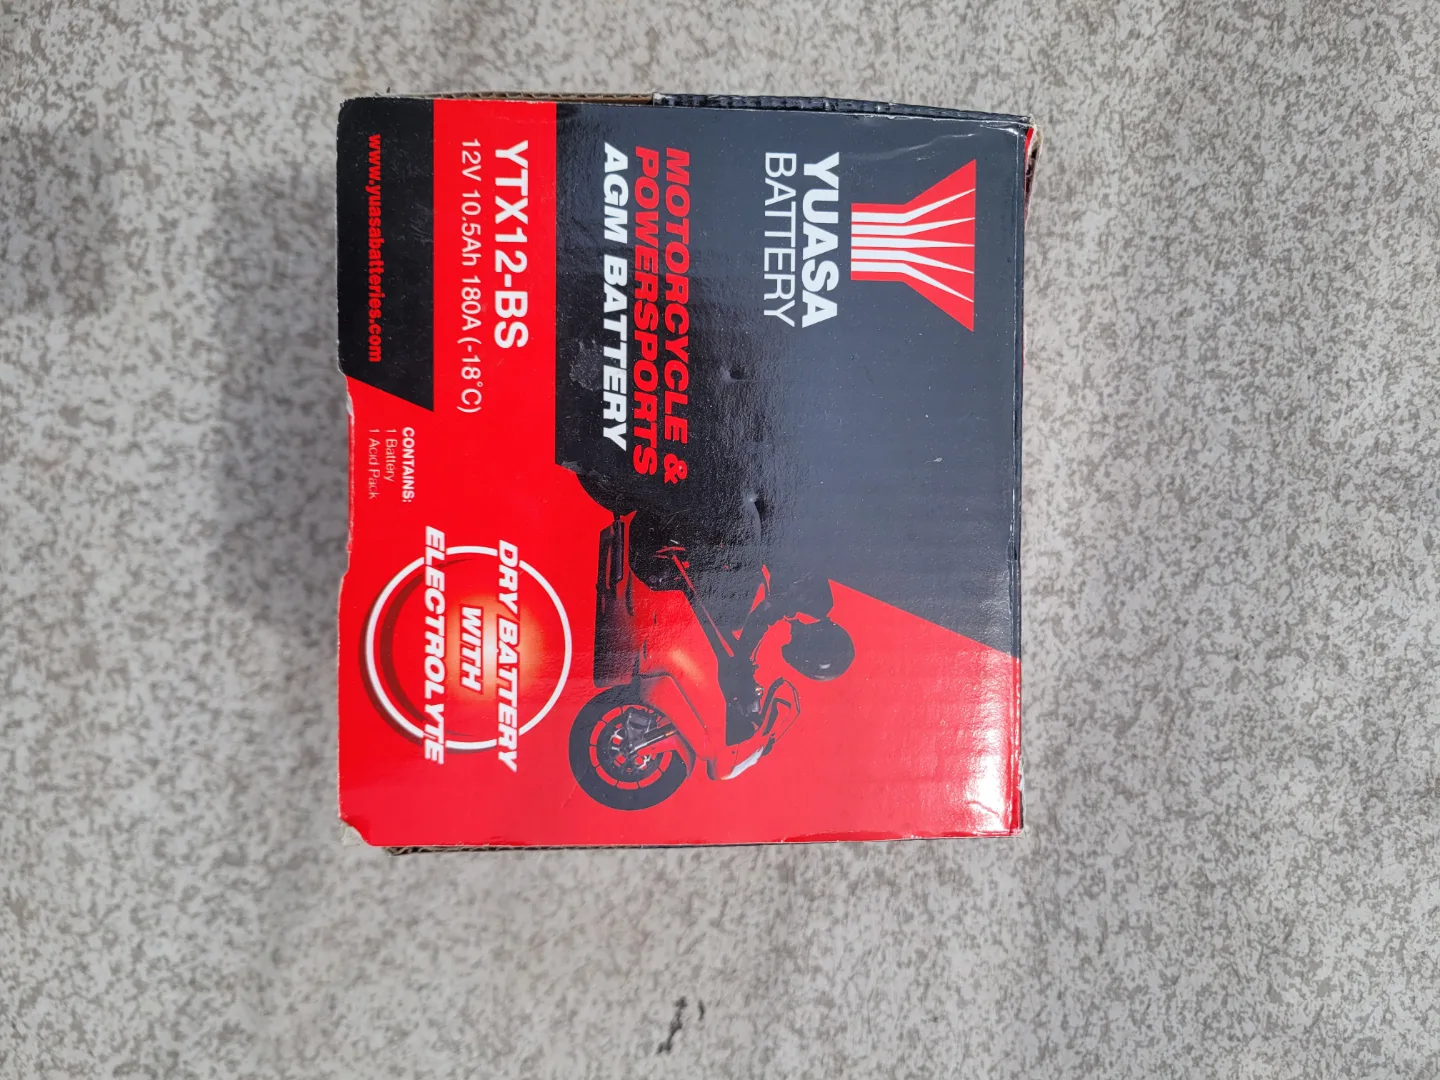 YUASA
BATTERY
MOTORCYCLE &
POWERSPORTS
AGM BATTERY
YTX12-BS
12V 10.5Ah 180A (-18°C)
www.yuasabatteries.com
CONTAINS:
1 Battery
1 Acid Pack
DRY BATTERY
WITH
ELECTROLYTE